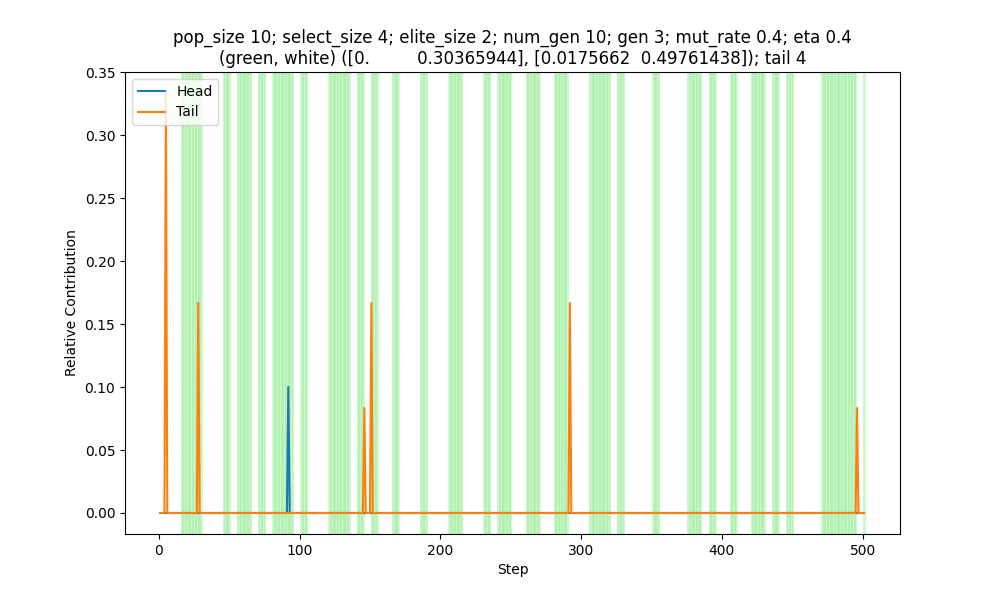 pop_size 10; select_size 4; elite_size 2; num_gen 10; gen 3; mut_rate 0.4; eta 0.4
(green, white) ([0.         0.30365944], [0.0175662  0.49761438]); tail 4
0.35
Head
Tail
0.30
0.25
0.20
0.15
0.10
0.05
0.00
Relative Contribution
0
100
200
300
400
500
Step